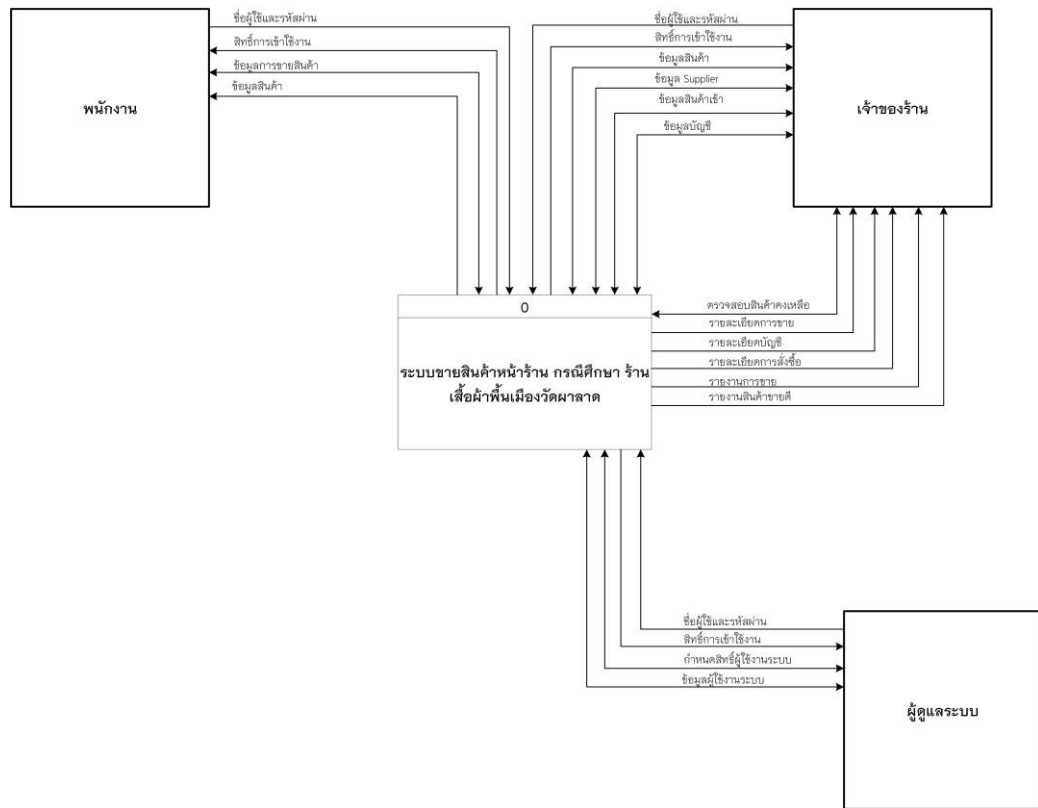 ชื่อผู้ใช้และรหัสผ่าน
สิทธิ์การเข้าใช้งาน
ข้อมูลการขายสินค้า
ข้อมูลสินค้า
พนักงาน
ชื่อผู้ใช้และรหัสผ่าน
สิทธิ์การเข้าใช้งาน
ข้อมูลสินค้า
ข้อมูล Supplier
ข้อมูลสินค้าเข้า
ข้อมูลบัญชี
เจ้าของร้าน
0
ระบบขายสินค้าหน้าร้าน กรณีศึกษา ร้าน
เสื้อผ้าพื้นเมืองวัดผาลาด
ตรวจสอบสินค้าคงเหลือ
รายละเอียดการขาย
รายละเอียดบัญชี
รายละเอียดการสั่งซื้อ
รายงานการขาย
รายงานสินค้าขายดี
ชื่อผู้ใช้และรหัสผ่าน
สิทธิ์การเข้าใช้งาน
กำหนดสิทธิ์ผู้ใช้งานระบบ
ข้อมูลผู้ใช้งานระบบ
ผู้ดูแลระบบ